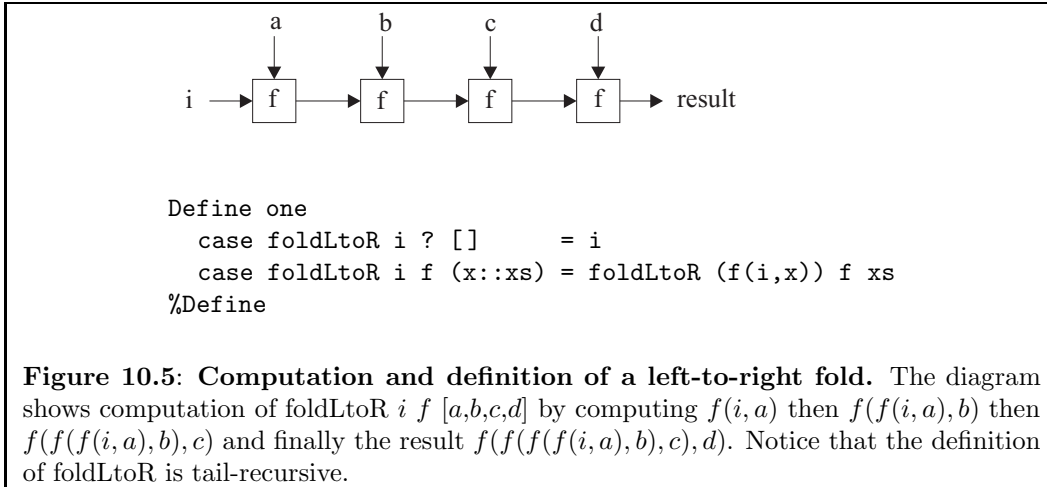 a b c d
i f f f f result
Define one
case foldLtoR i ? [] = i
case foldLtoR i f (x::xs) = foldLtoR (f(i,x)) f xs
%Define
Figure 10.5: Computation and definition of a left-to-right fold. The diagram
shows computation of foldLtoR i f [a,b,c,d] by computing f(i, a) then f(f(i, a), b) then
f(f(f(i, a), b), c) and finally the result f(f(f(f(i, a), b), c), d). Notice that the definition
of foldLtoR is tail-recursive.